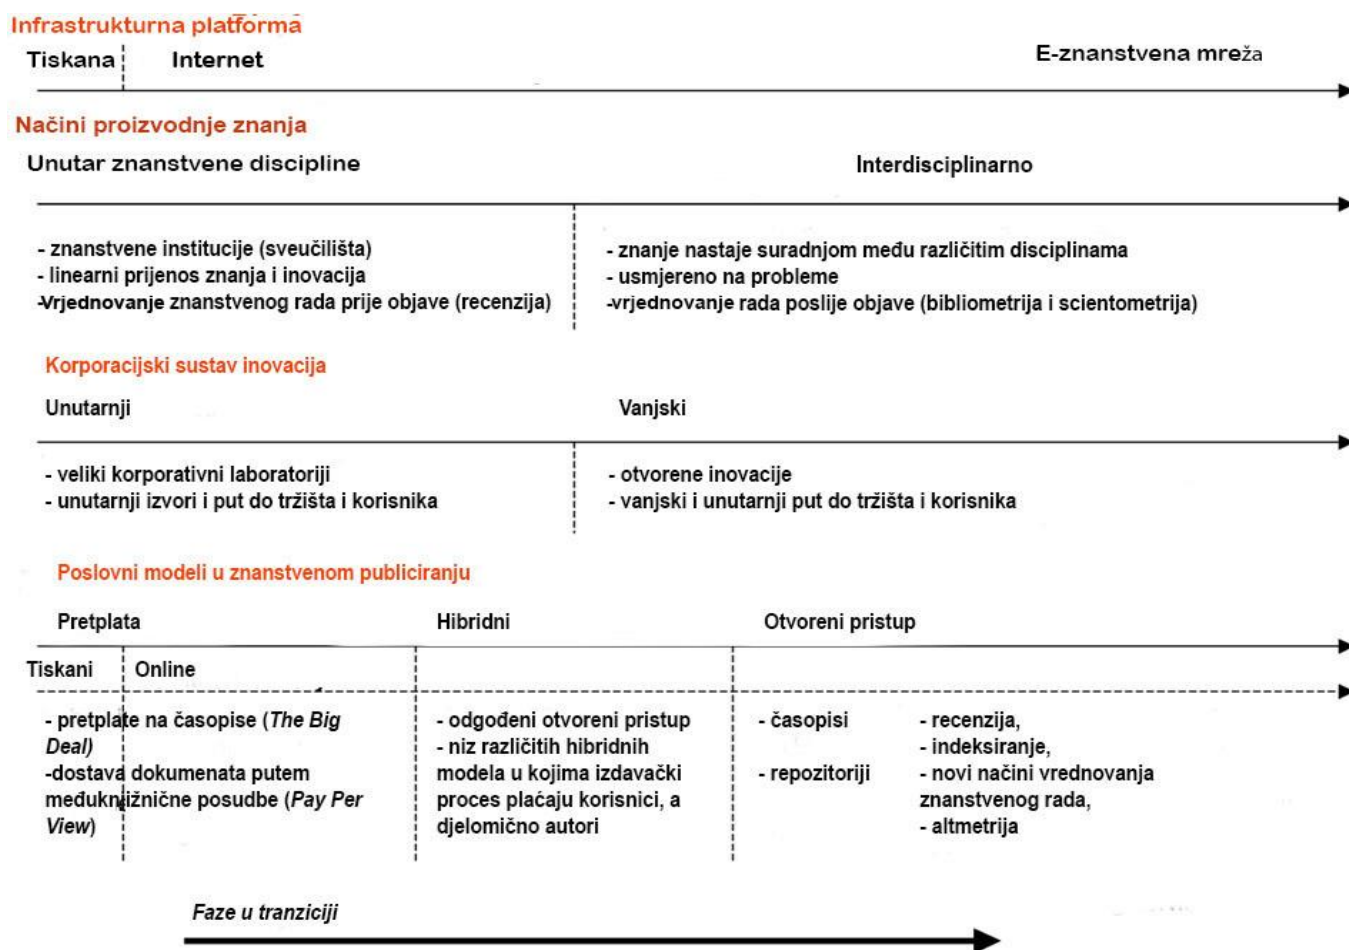 Infrastrukturna platforma
Tiskana Internet E-znanstvena mreža
Načini proizvodnje znanja
Unutar znanstvene discipline Interdisciplinarno
- znanstvene institucije (sveučilišta)
- linearni prijenos znanja i inovacija
-Vrjednovanje znanstvenog rada prije objave (recenzija)
- znanje nastaje suradnjom među različitim disciplinama
- usmjereno na probleme
-vrjednovanje rada poslije objave (bibliometrija i scientometrija)
Korporacijski sustav inovacija
Unutarnji Vanjski
- veliki korporativni laboratoriji
- unutarnji izvori i put do tržišta i korisnika
- otvorene inovacije
- vanjski i unutarnji put do tržišta i korisnika
Poslovni modeli u znanstvenom publiciranju
Pretplata Hibridni Otvoreni pristup
Tiskani Online
- pretplate na časopise (The Big
Deal)
-dostava dokumenata putem
međuknjižnične posudbe (Pay Per
View)
- odgođeni otvoreni pristup
- niz različitih hibridnih
modela u kojima izdavački
proces plaćaju korisnici, a
djelomično autori
- časopisi
- repozitoriji
- recenzija,
- indeksiranje,
- novi načini vrednovanja
znanstvenog rada,
- altmetrija
Faze u tranziciji